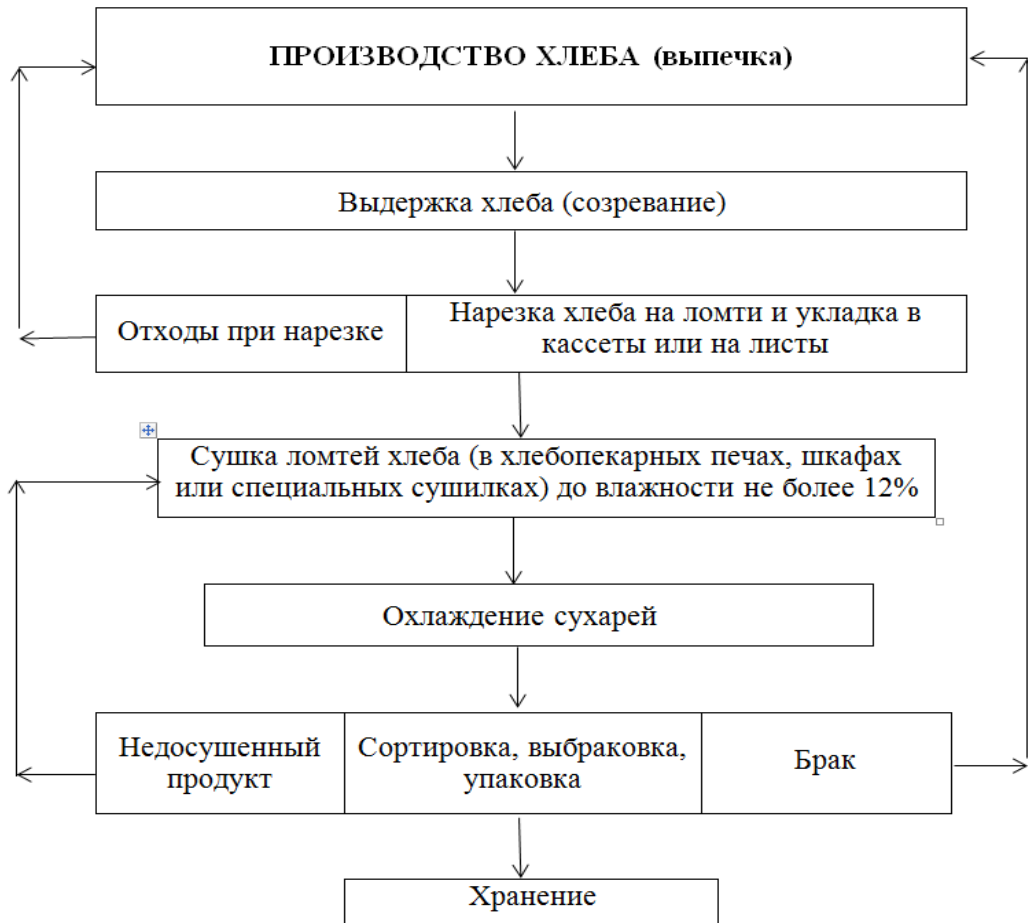 ПРОИЗВОДСТВО ХЛЕБА (выпечка)
Выдержка хлеба (созревание)
Отходы при нарезке
Нарезка хлеба на ломти и укладка в
кассеты или на листы
Сушка ломтей хлеба (в хлебопекарных печах, шкафах
или специальных сушилках) до влажности не более 12%
Охлаждение сухарей
Недосушенный
продукт
Сортировка, выбраковка,
упаковка
Брак
Хранение